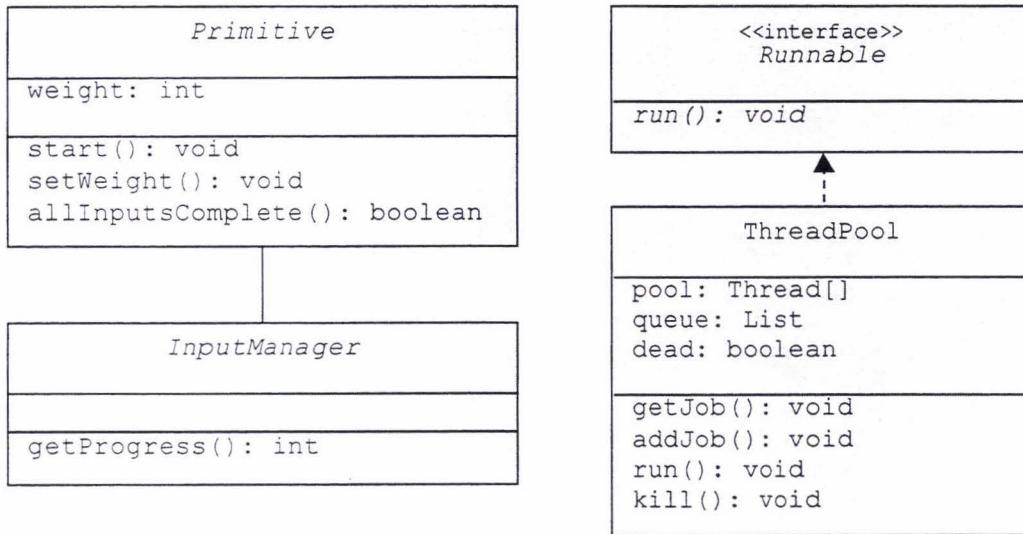 Primitive
weight: int
start(): void
setWeight(): void
allInputsComplete(): boolean
InputManager
getProgress(): int
<<interface>>
Runnable
run(): void
ThreadPool
pool: Thread[]
queue: List
dead: boolean
getJob(): void
addJob(): void
run(): void
kill(): void